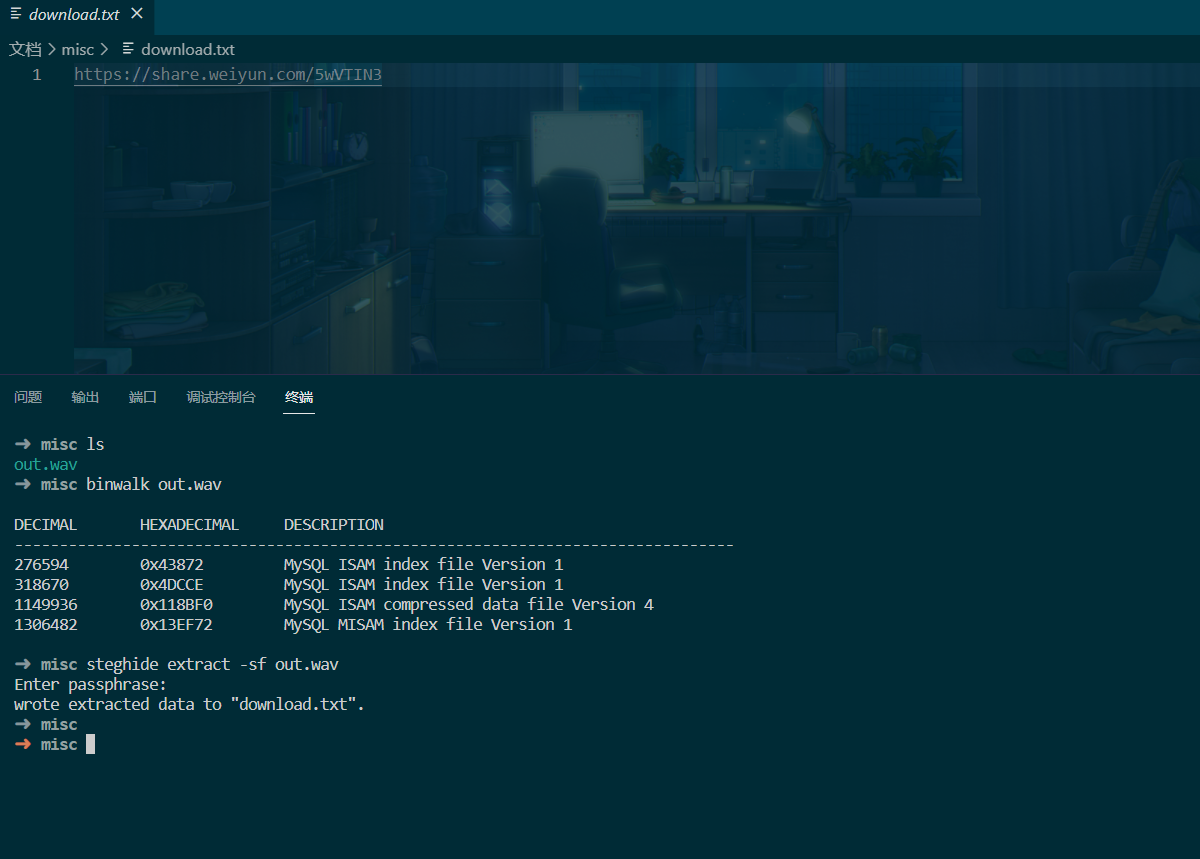 download.txt
文档 > misc > download.txt
1 https://share.weiyun.com/5wVTIN3
问题 输出 端口 调试控制台 终端
➜ misc ls
out.wav
➜ misc binwalk out.wav
DECIMAL HEXADECIMAL DESCRIPTION
--------------------------------------------------------------------------------
276594 0x43872 MySQL ISAM index file Version 1
318670 0x4DCCE MySQL ISAM index file Version 1
1149936 0x118BF0 MySQL ISAM compressed data file Version 4
1306482 0x13EF72 MySQL MISAM index file Version 1
➜ misc steghide extract -sf out.wav
Enter passphrase:
wrote extracted data to "download.txt".
➜ misc
➜ misc